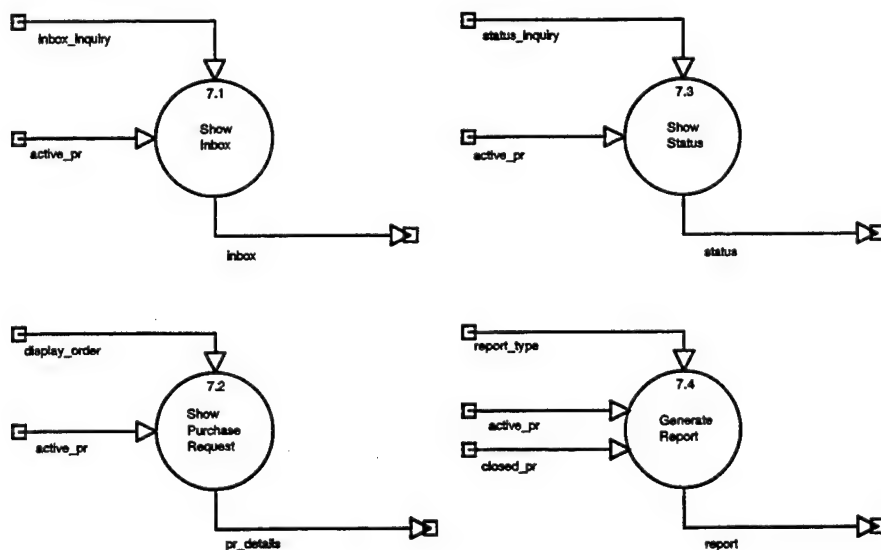 inbox_inquiry
7.1
Show
Inbox
active_pr
inbox
status_inquiry
7.3
Show
Status
active_pr
status
display_order
7.2
Show
Purchase
Request
active_pr
pr_details
report_type
7.4
Generate
Report
active_pr
closed_pr
report